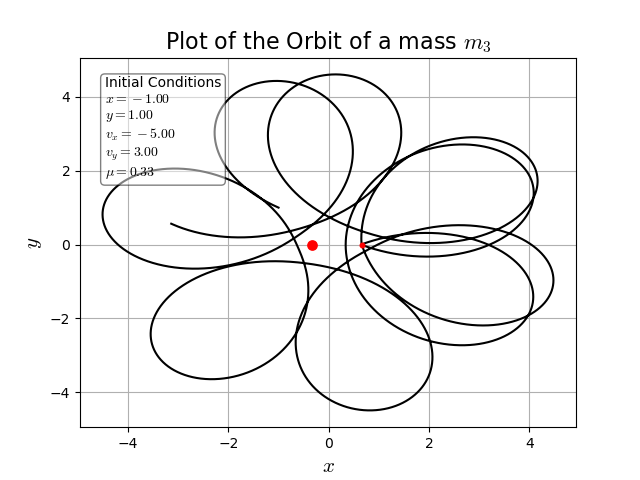 Plot of the Orbit of a mass m₃
Initial Conditions
x = −1.00
y = 1.00
vₓ = −5.00
v_y = 3.00
μ = 0.33
4
2
0
−2
−4
y
−4 −2 0 2 4
x